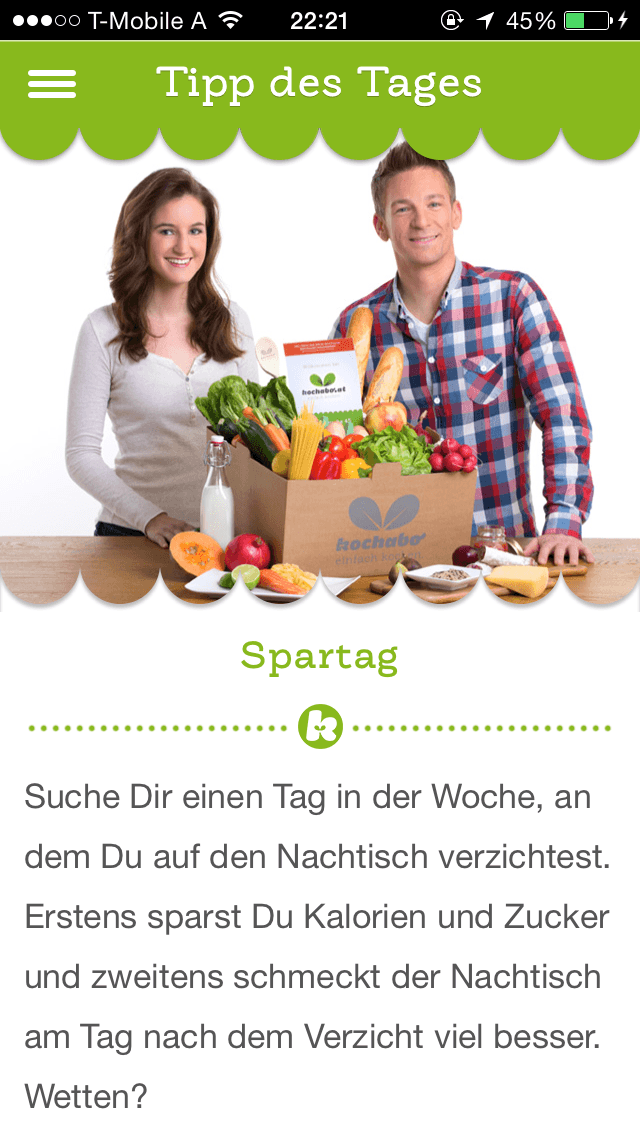 T-Mobile A 22:21 45%
Tipp des Tages
kochabo.at
kochabo
einfach kochen
Spartag
k
Suche Dir einen Tag in der Woche, an
dem Du auf den Nachtisch verzichtest.
Erstens sparst Du Kalorien und Zucker
und zweitens schmeckt der Nachtisch
am Tag nach dem Verzicht viel besser.
Wetten?